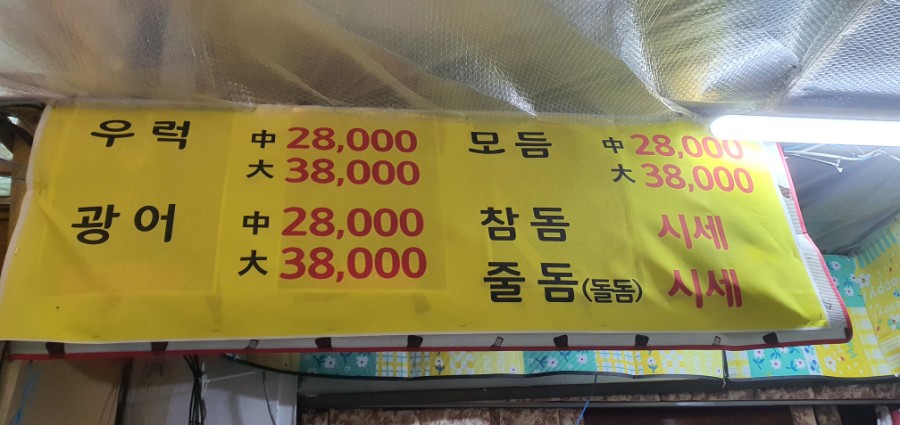 우럭 中 28,000
大 38,000
광어 中 28,000
大 38,000
모듬 中 28,000
大 38,000
참돔 시세
줄돔(돌돔) 시세